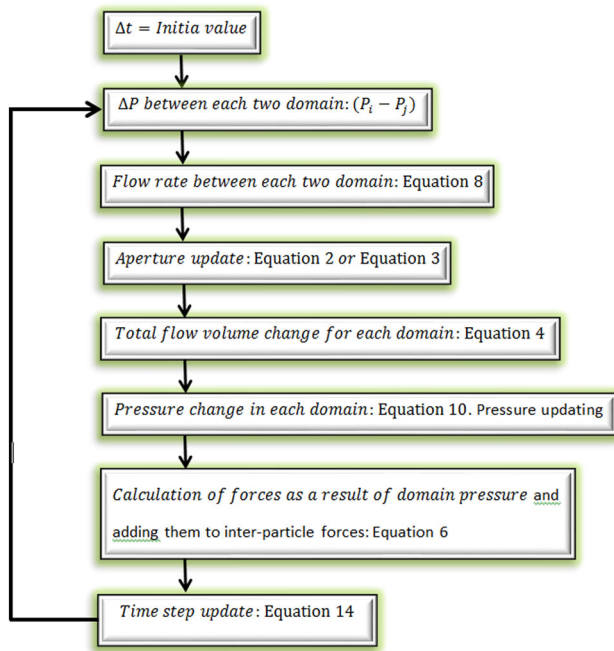 Δt = Initia value
ΔP between each two domain: (P_i − P_j)
Flow rate between each two domain: Equation 8
Aperture update: Equation 2 or Equation 3
Total flow volume change for each domain: Equation 4
Pressure change in each domain: Equation 10. Pressure updating
Calculation of forces as a result of domain pressure and
adding them to inter-particle forces: Equation 6
Time step update: Equation 14